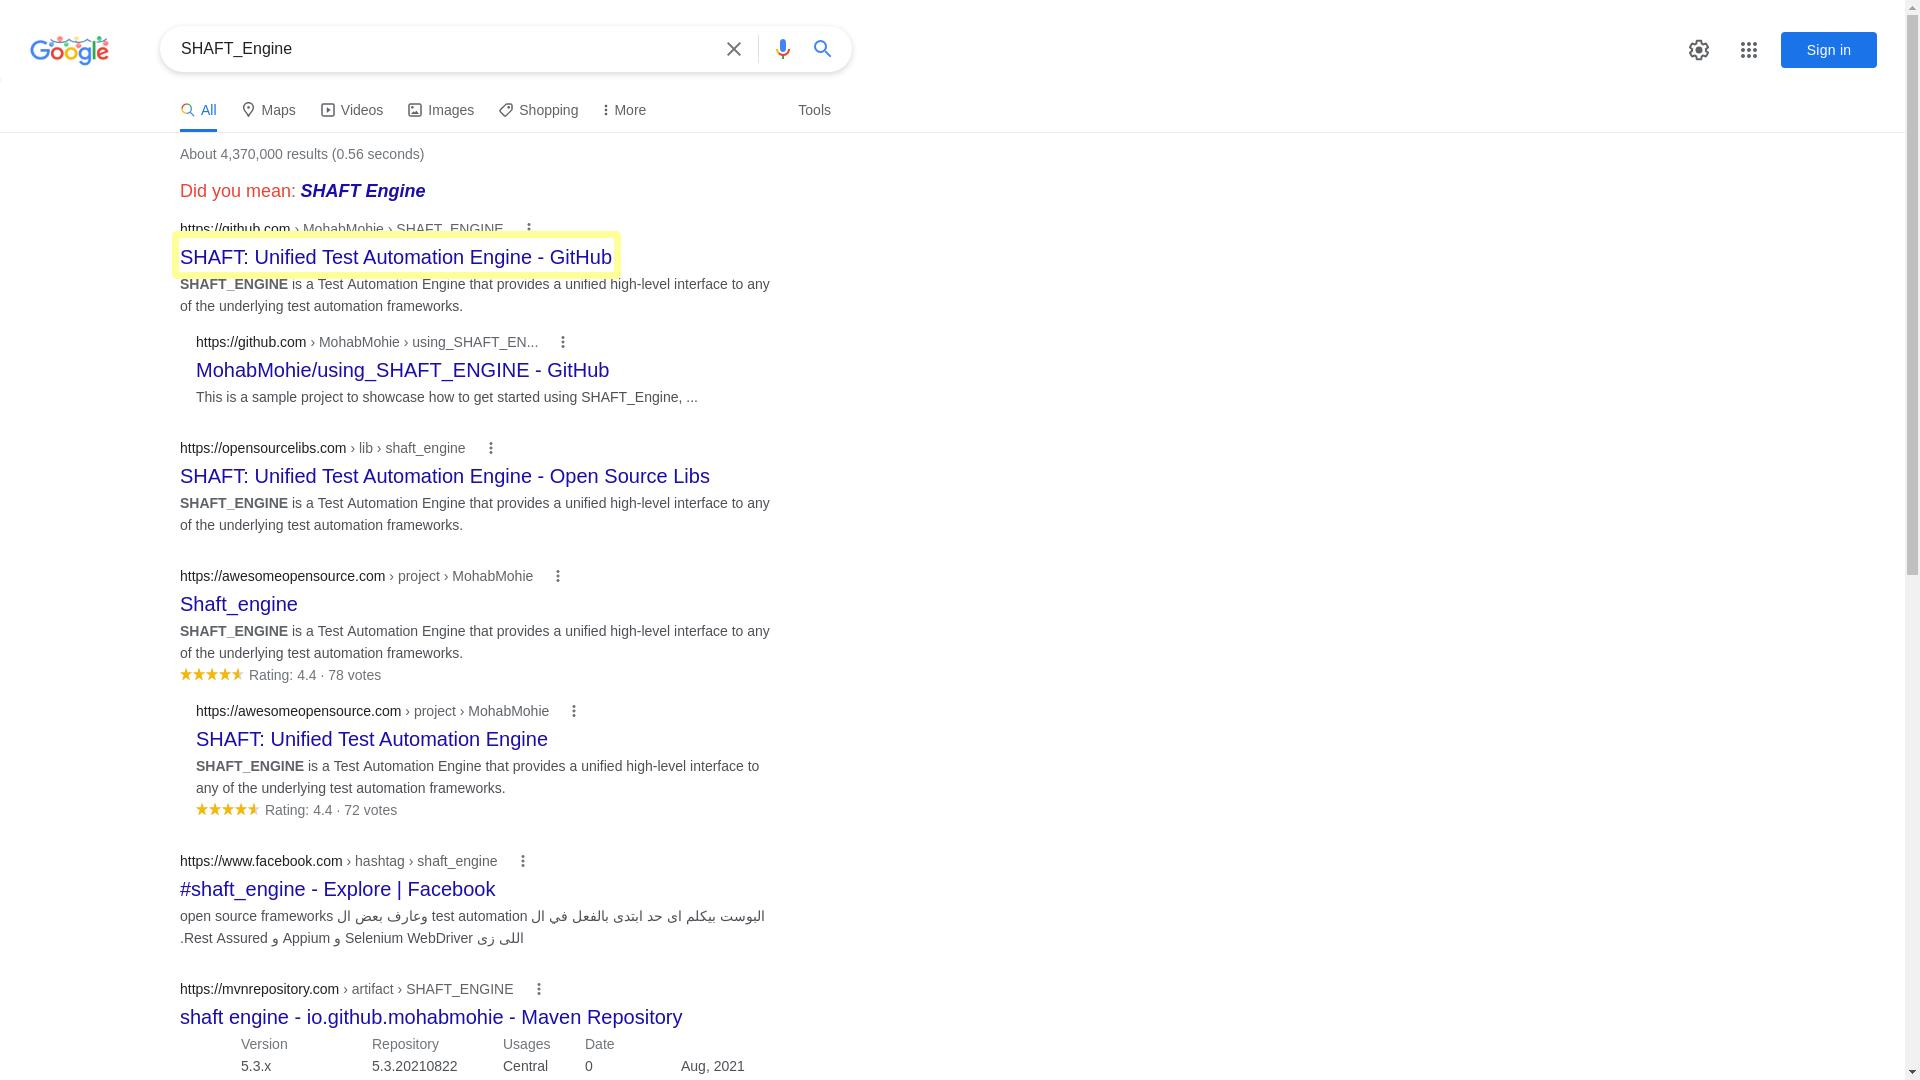 Google
SHAFT_Engine
Sign in
All Maps Videos Images Shopping More Tools
About 4,370,000 results (0.56 seconds)
Did you mean: SHAFT Engine
https://github.com › MohabMohie › SHAFT_ENGINE
SHAFT: Unified Test Automation Engine - GitHub
SHAFT_ENGINE is a Test Automation Engine that provides a unified high-level interface to any
of the underlying test automation frameworks.
https://github.com › MohabMohie › using_SHAFT_EN...
MohabMohie/using_SHAFT_ENGINE - GitHub
This is a sample project to showcase how to get started using SHAFT_Engine, ...
https://opensourcelibs.com › lib › shaft_engine
SHAFT: Unified Test Automation Engine - Open Source Libs
SHAFT_ENGINE is a Test Automation Engine that provides a unified high-level interface to any
of the underlying test automation frameworks.
https://awesomeopensource.com › project › MohabMohie
Shaft_engine
SHAFT_ENGINE is a Test Automation Engine that provides a unified high-level interface to any
of the underlying test automation frameworks.
Rating: 4.4 · 78 votes
https://awesomeopensource.com › project › MohabMohie
SHAFT: Unified Test Automation Engine
SHAFT_ENGINE is a Test Automation Engine that provides a unified high-level interface to
any of the underlying test automation frameworks.
Rating: 4.4 · 72 votes
https://www.facebook.com › hashtag › shaft_engine
#shaft_engine - Explore | Facebook
البوست بيكلم اى حد ابتدى بالفعل في ال test automation وعارف بعض ال open source frameworks
اللى زى Selenium WebDriver و Appium و Rest Assured.
https://mvnrepository.com › artifact › SHAFT_ENGINE
shaft engine - io.github.mohabmohie - Maven Repository
Version Repository Usages Date
5.3.x 5.3.20210822 Central 0 Aug, 2021